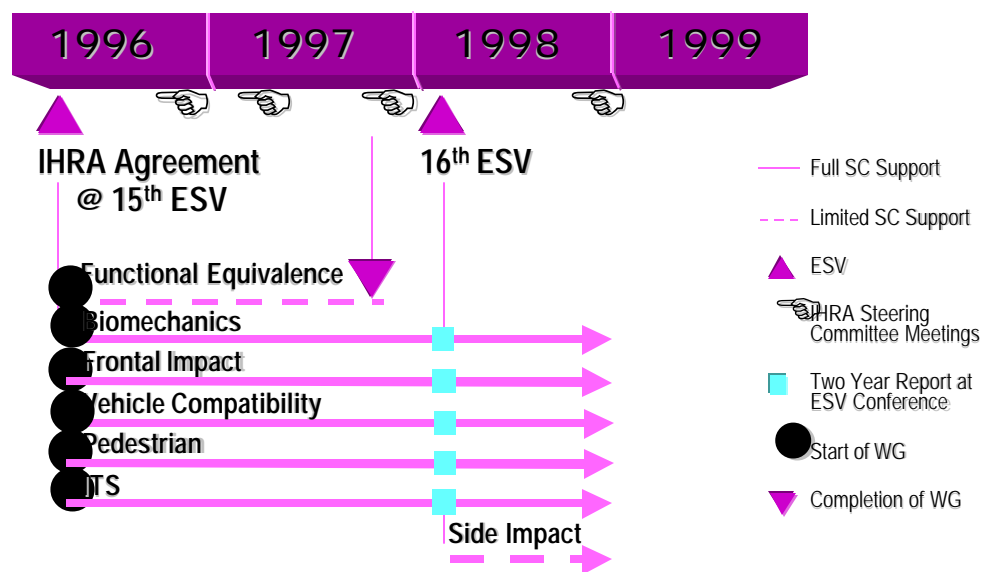 1996 1997 1998 1999
IHRA Agreement
@ 15th ESV
16th ESV
Functional Equivalence
Biomechanics
Frontal Impact
Vehicle Compatibility
Pedestrian
ITS
Side Impact
Full SC Support
Limited SC Support
ESV
IHRA Steering
Committee Meetings
Two Year Report at
ESV Conference
Start of WG
Completion of WG